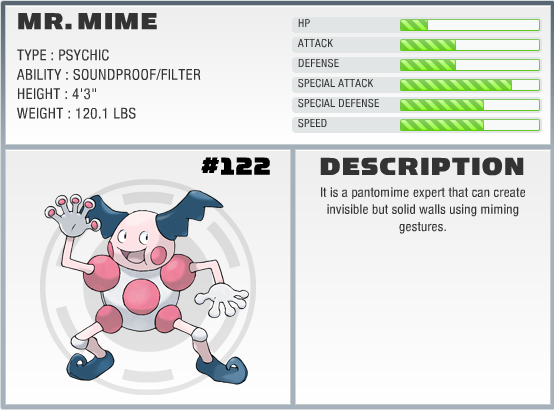 MR. MIME
TYPE : PSYCHIC
ABILITY : SOUNDPROOF/FILTER
HEIGHT : 4'3"
WEIGHT : 120.1 LBS
HP
ATTACK
DEFENSE
SPECIAL ATTACK
SPECIAL DEFENSE
SPEED
#122
DESCRIPTION
It is a pantomime expert that can create
invisible but solid walls using miming
gestures.